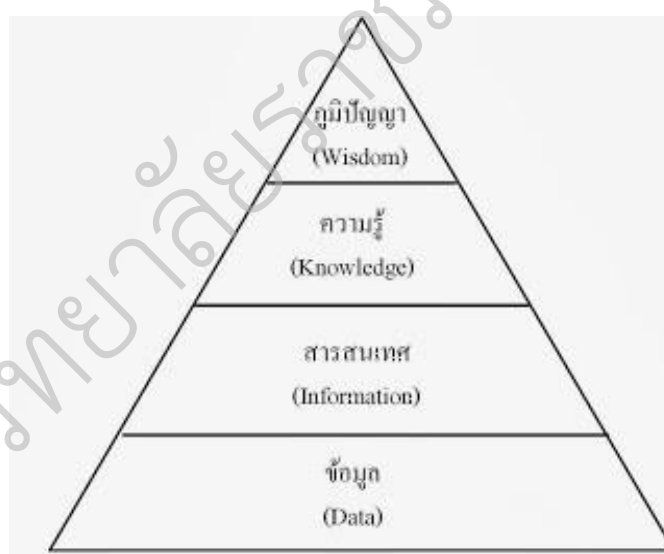 ภูมิปัญญา
(Wisdom)
ความรู้
(Knowledge)
สารสนเทศ
(Information)
ข้อมูล
(Data)